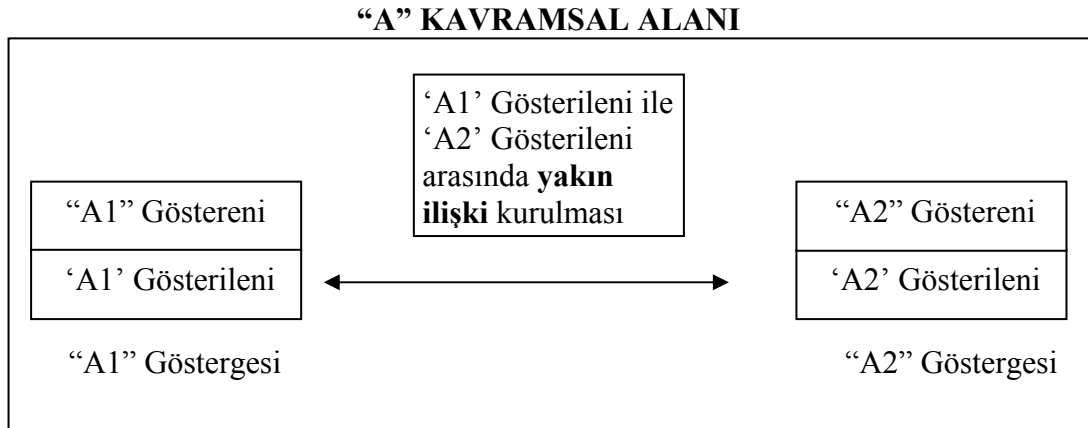 “A” KAVRAMSAL ALANI
‘A1’ Gösterileni ile
‘A2’ Gösterileni
arasında yakın
ilişki kurulması
“A1” Göstereni
‘A1’ Gösterileni
“A1” Göstergesi
“A2” Göstereni
‘A2’ Gösterileni
“A2” Göstergesi